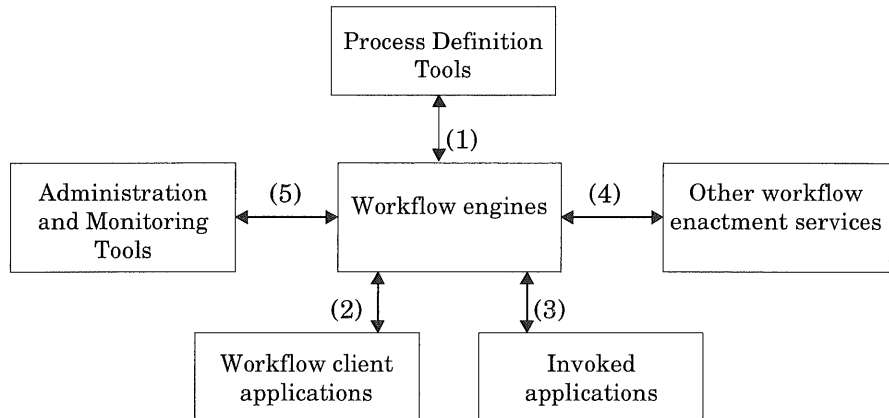 Process Definition
Tools
(1)
Administration
and Monitoring
Tools
(5)
Workflow engines
(4)
Other workflow
enactment services
(2)
(3)
Workflow client
applications
Invoked
applications